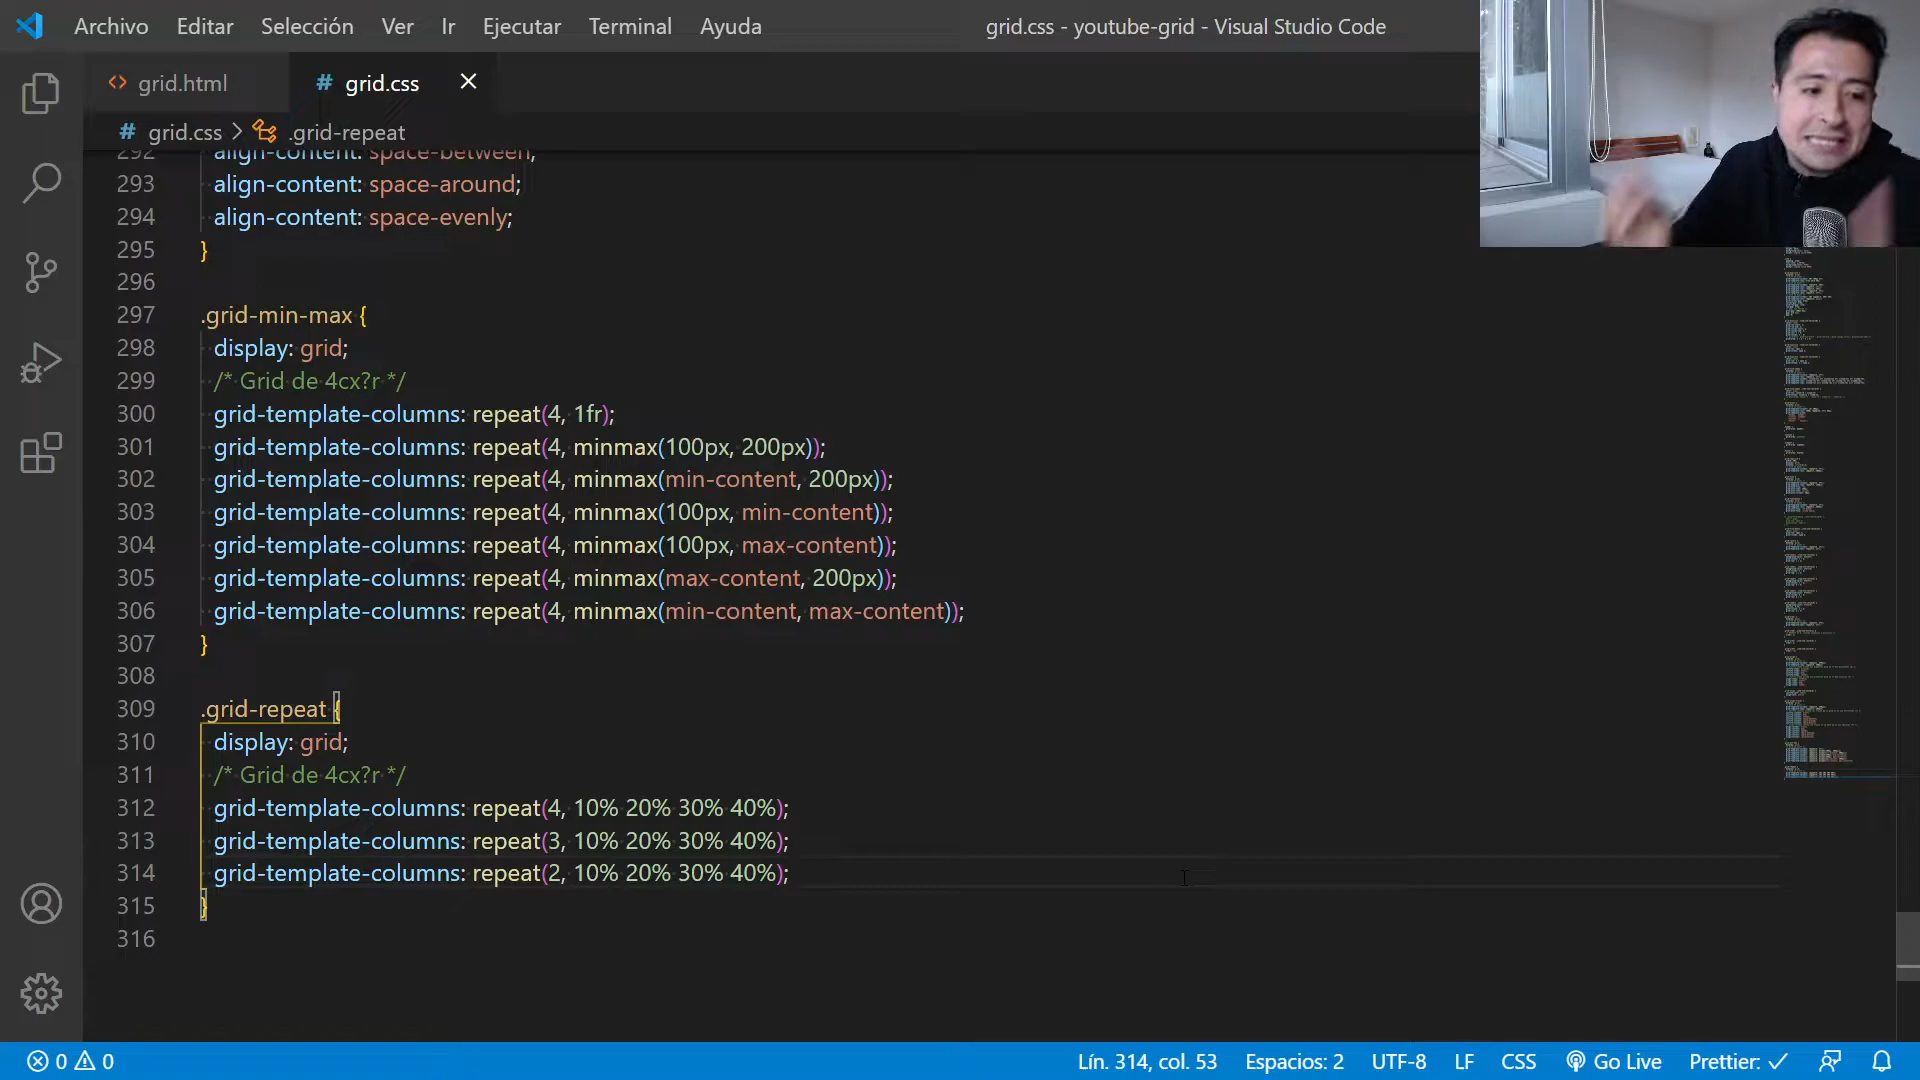 Archivo Editar Selección Ver Ir Ejecutar Terminal Ayuda
grid.css - youtube-grid - Visual Studio Code
grid.html
# grid.css
# grid.css > .grid-repeat
292 align-content: space-between;
293 align-content: space-around;
294 align-content: space-evenly;
295 }
296
297 .grid-min-max {
298 display: grid;
299 /* Grid de 4cx?r */
300 grid-template-columns: repeat(4, 1fr);
301 grid-template-columns: repeat(4, minmax(100px, 200px));
302 grid-template-columns: repeat(4, minmax(min-content, 200px));
303 grid-template-columns: repeat(4, minmax(100px, min-content));
304 grid-template-columns: repeat(4, minmax(100px, max-content));
305 grid-template-columns: repeat(4, minmax(max-content, 200px));
306 grid-template-columns: repeat(4, minmax(min-content, max-content));
307 }
308
309 .grid-repeat {
310 display: grid;
311 /* Grid de 4cx?r */
312 grid-template-columns: repeat(4, 10% 20% 30% 40%);
313 grid-template-columns: repeat(3, 10% 20% 30% 40%);
314 grid-template-columns: repeat(2, 10% 20% 30% 40%);
315 }
316
0 0
Lín. 314, col. 53 Espacios: 2 UTF-8 LF CSS Go Live Prettier: ✓